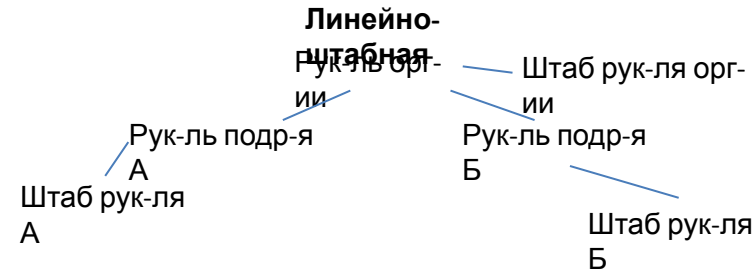 Линейно-
штабная
Рук-ль орг-
ии
Штаб рук-ля орг-
ии
Рук-ль подр-я
А
Рук-ль подр-я
Б
Штаб рук-ля
А
Штаб рук-ля
Б